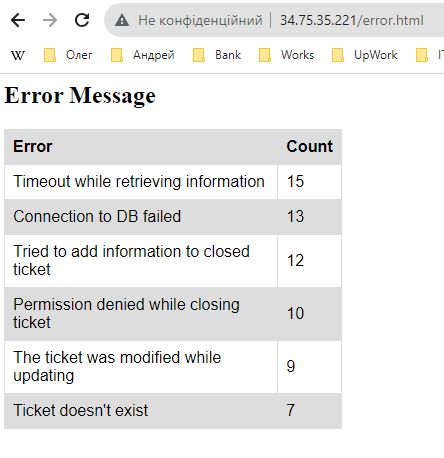 Не конфіденційний 34.75.35.221/error.html
W Олег Андрей Bank Works UpWork
Error Message
Error Count
Timeout while retrieving information 15
Connection to DB failed 13
Tried to add information to closed
ticket 12
Permission denied while closing
ticket 10
The ticket was modified while
updating 9
Ticket doesn't exist 7